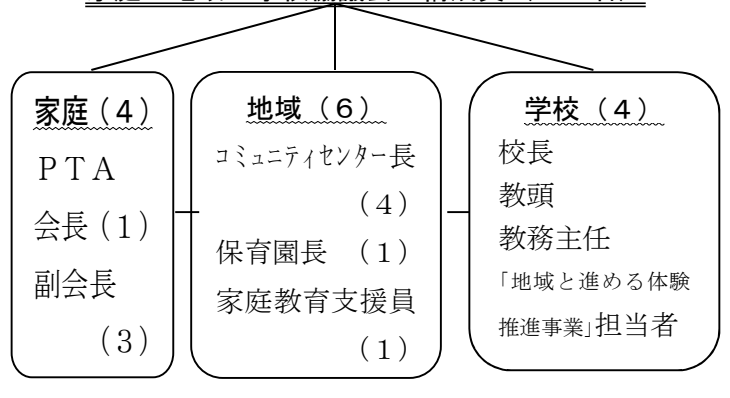 家庭（４）
ＰＴＡ
会長（１）
副会長
（３）
地域（６）
コミュニティセンター長
（４）
保育園長（１）
家庭教育支援員
（１）
学校（４）
校長
教頭
教務主任
「地域と進める体験
推進事業」担当者